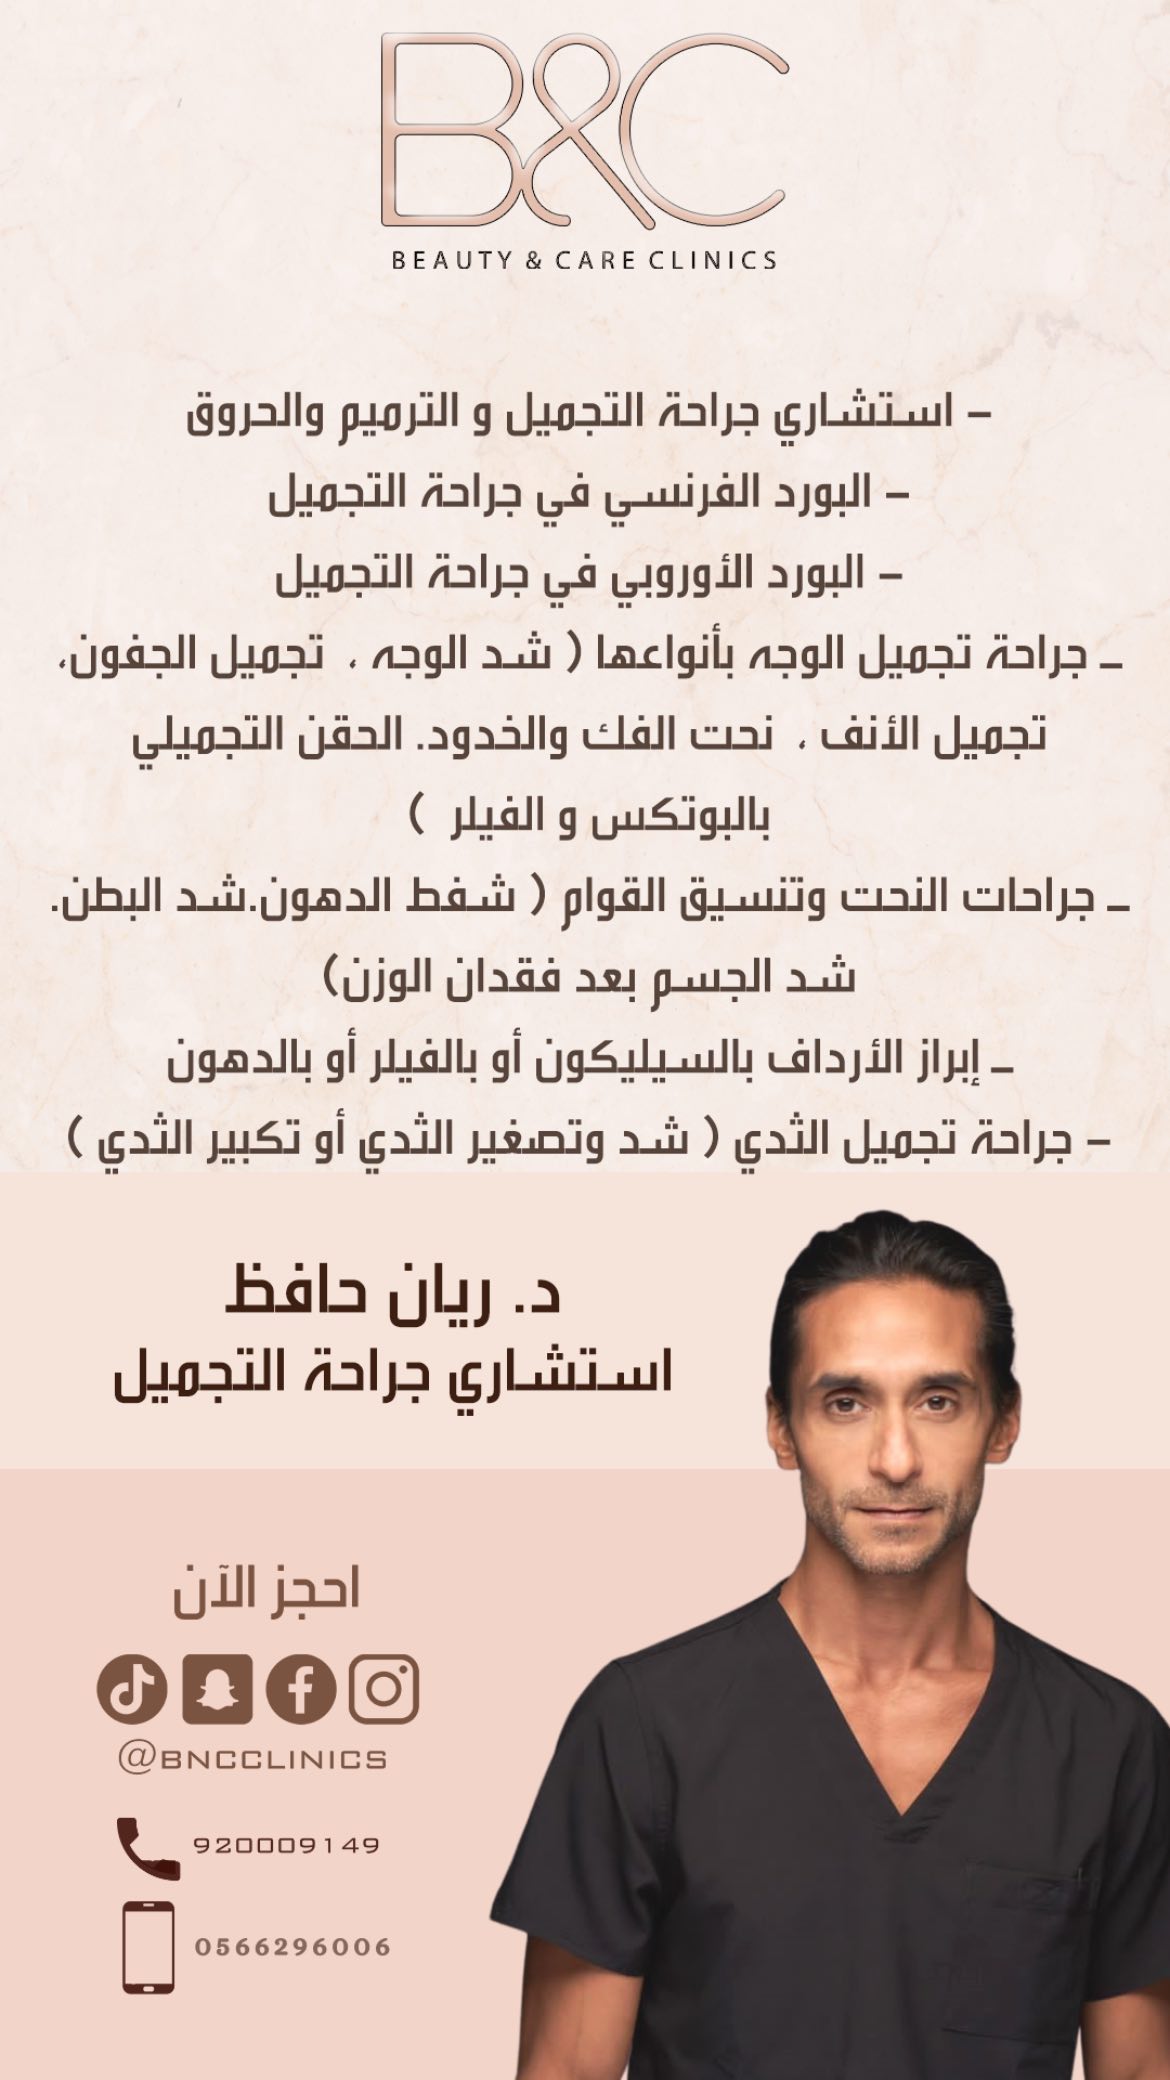 B&C
BEAUTY & CARE CLINICS
– استشاري جراحة التجميل و الترميم والحروق
– البورد الفرنسي في جراحة التجميل
– البورد الأوروبي في جراحة التجميل
ـ جراحة تجميل الوجه بأنواعها ( شد الوجه ، تجميل الجفون،
تجميل الأنف ، نحت الفك والخدود. الحقن التجميلي
بالبوتكس و الفيلر )
ـ جراحات النحت وتنسيق القوام ( شفط الدهون.شد البطن.
شد الجسم بعد فقدان الوزن)
ـ إبراز الأرداف بالسيليكون أو بالفيلر أو بالدهون
– جراحة تجميل الثدي ( شد وتصغير الثدي أو تكبير الثدي )
د. ريان حافظ
استشاري جراحة التجميل
احجز الآن
@BNCCLINICS
920009149
0566296006